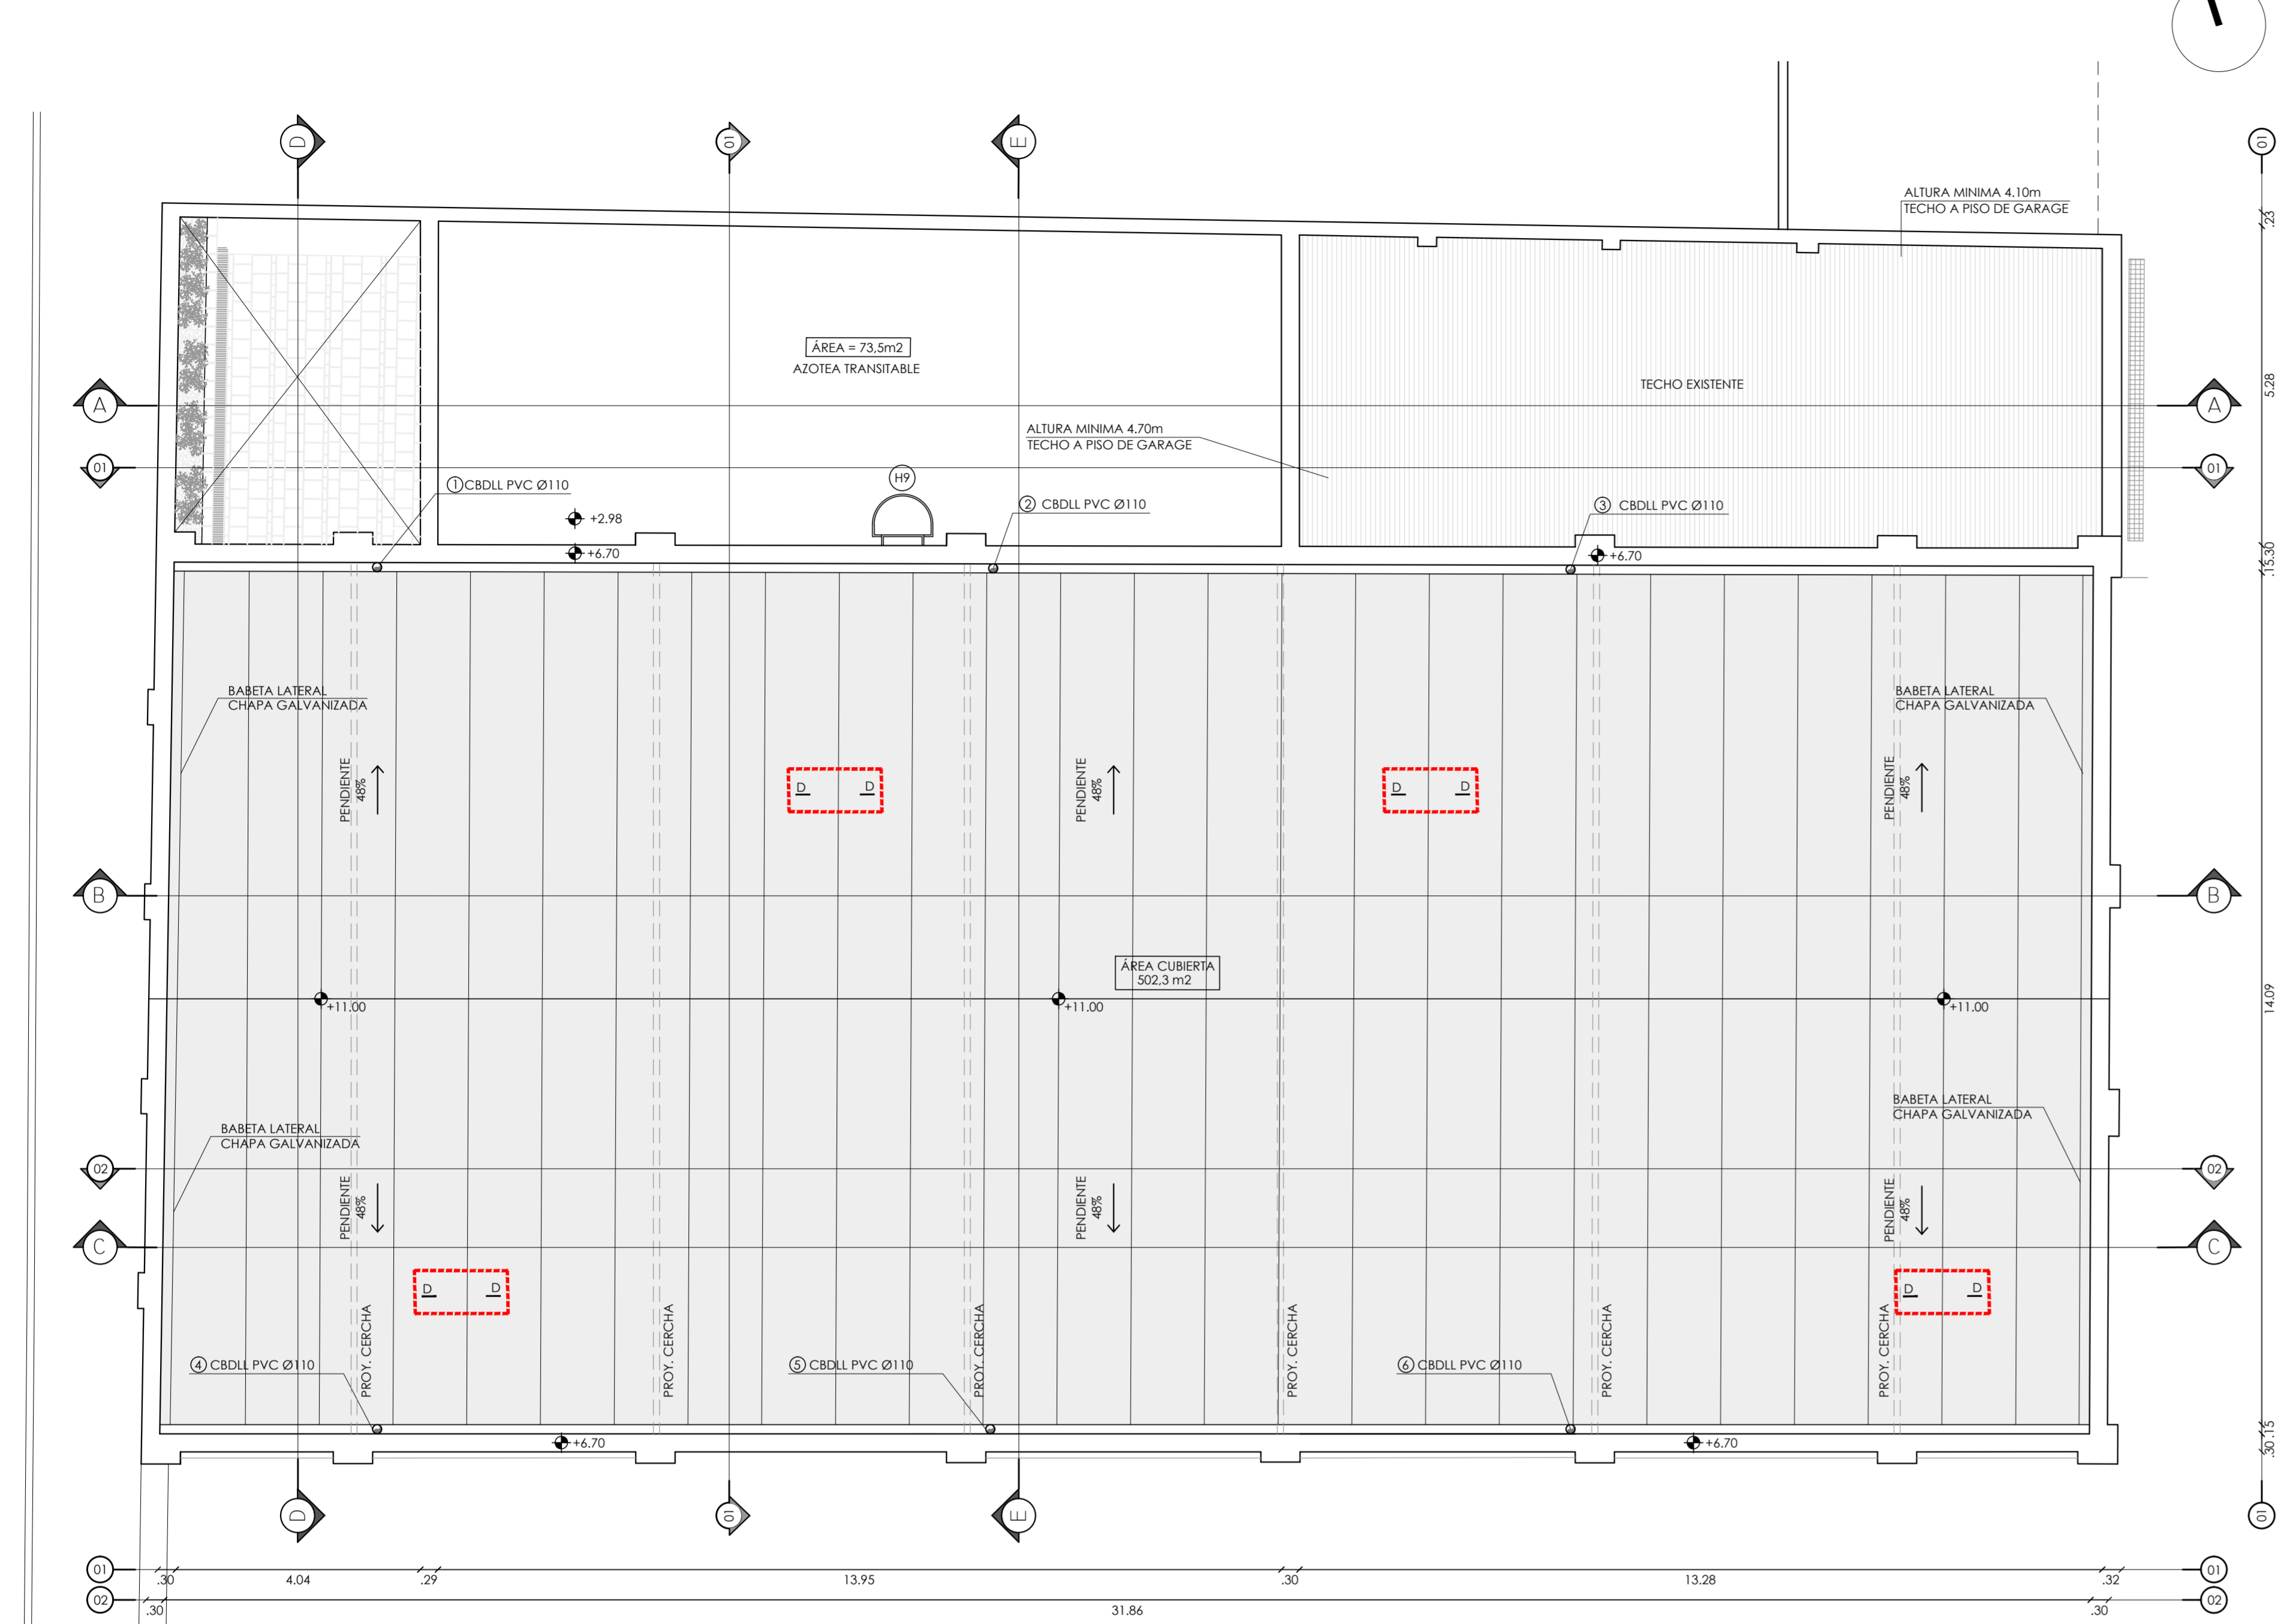 D
01
E
01
ALTURA MINIMA 4.10m
TECHO A PISO DE GARAGE
.23
ÁREA = 73,5m2
AZOTEA TRANSITABLE
TECHO EXISTENTE
5.28
A
A
ALTURA MINIMA 4.70m
TECHO A PISO DE GARAGE
01
01
H9
1 CBDLL PVC Ø110
2 CBDLL PVC Ø110
3 CBDLL PVC Ø110
+2.98
+6.70
+6.70
.30
.15
BABETA LATERAL
CHAPA GALVANIZADA
BABETA LATERAL
CHAPA GALVANIZADA
PENDIENTE
48%
D D
PENDIENTE
48%
D D
PENDIENTE
48%
B
B
ÁREA CUBIERTA
502,3 m2
+11.00
+11.00
+11.00
14.09
BABETA LATERAL
CHAPA GALVANIZADA
BABETA LATERAL
CHAPA GALVANIZADA
02
02
PENDIENTE
48%
PENDIENTE
48%
PENDIENTE
48%
C
C
D D
D D
PROY. CERCHA
PROY. CERCHA
PROY. CERCHA
PROY. CERCHA
PROY. CERCHA
PROY. CERCHA
4 CBDLL PVC Ø110
5 CBDLL PVC Ø110
6 CBDLL PVC Ø110
+6.70
+6.70
.15
.30
D
01
E
01
01
.30
4.04
.29
13.95
.30
13.28
.32
01
02
.30
31.86
.30
02